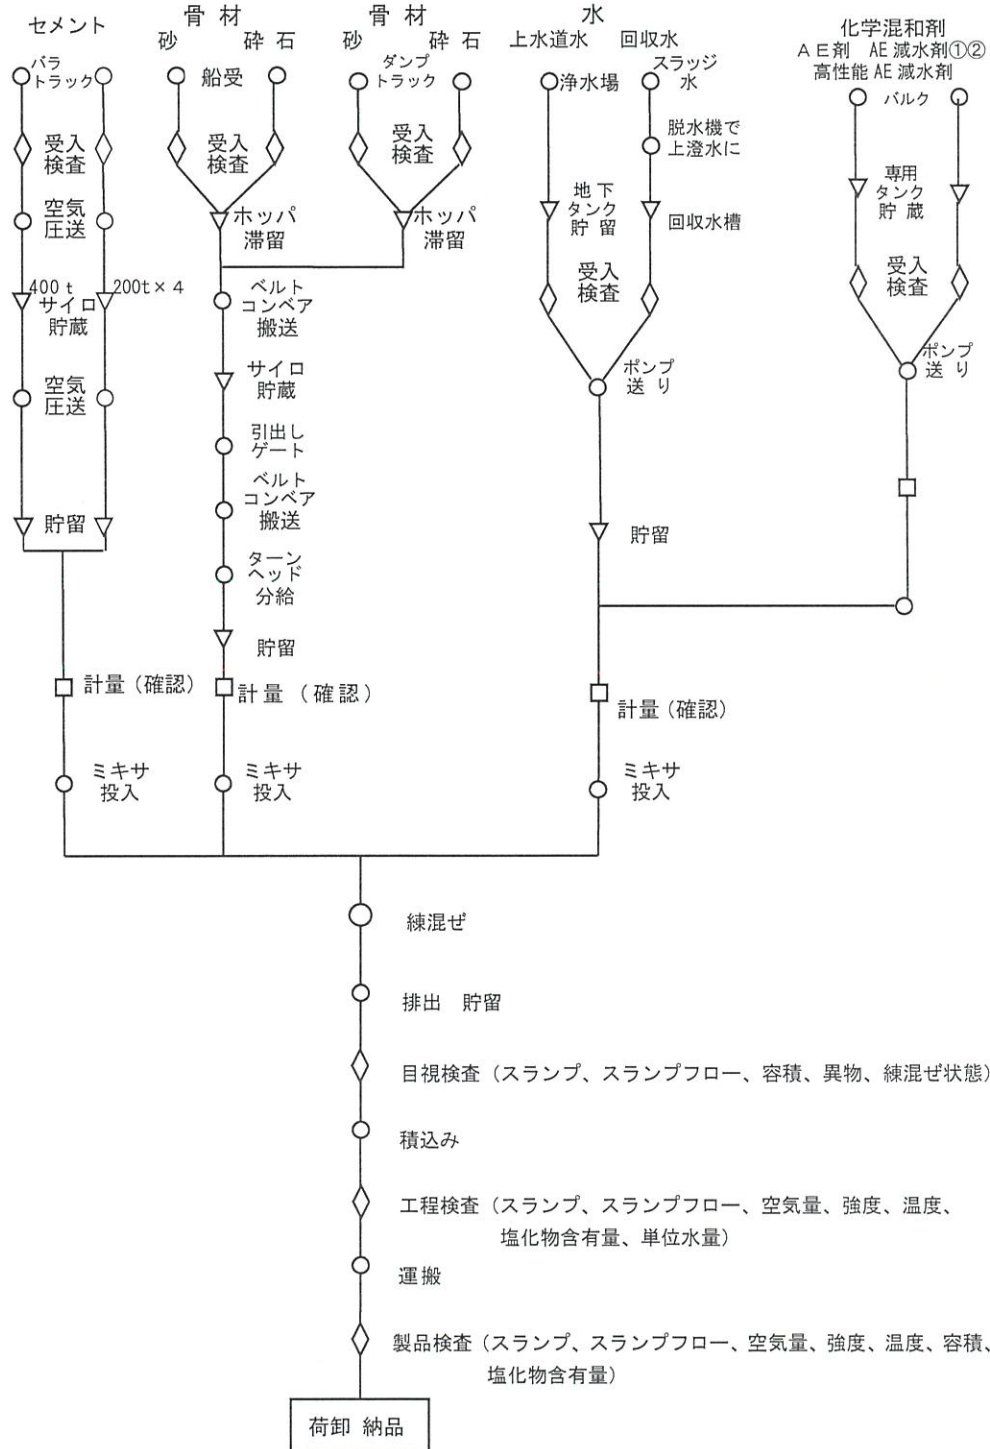 セメント
バラ
トラック
受入
検査
空気
圧送
400 t
200t×4
サイロ
貯蔵
空気
圧送
貯留
計量（確認）
ミキサ
投入
骨 材
砂
砕 石
船受
受入
検査
ホッパ
滞留
骨 材
砂
砕 石
ダンプ
トラック
受入
検査
ホッパ
滞留
ベルト
コンベア
搬送
サイロ
貯蔵
引出し
ゲート
ベルト
コンベア
搬送
ターン
ヘッド
分給
貯留
計量（確認）
ミキサ
投入
水
上水道水
回収水
浄水場
スラッジ
水
脱水機で
上澄水に
地下
タンク
貯留
回収水槽
受入
検査
ポンプ
送り
貯留
計量（確認）
ミキサ
投入
化学混和剤
AE剤 AE減水剤①②
高性能AE減水剤
バルク
専用
タンク
貯蔵
受入
検査
ポンプ
送り
練混ぜ
排出 貯留
目視検査（スランプ、スランプフロー、容積、異物、練混ぜ状態）
積込み
工程検査（スランプ、スランプフロー、空気量、強度、温度、
塩化物含有量、単位水量）
運搬
製品検査（スランプ、スランプフロー、空気量、強度、温度、容積、
塩化物含有量）
荷卸 納品